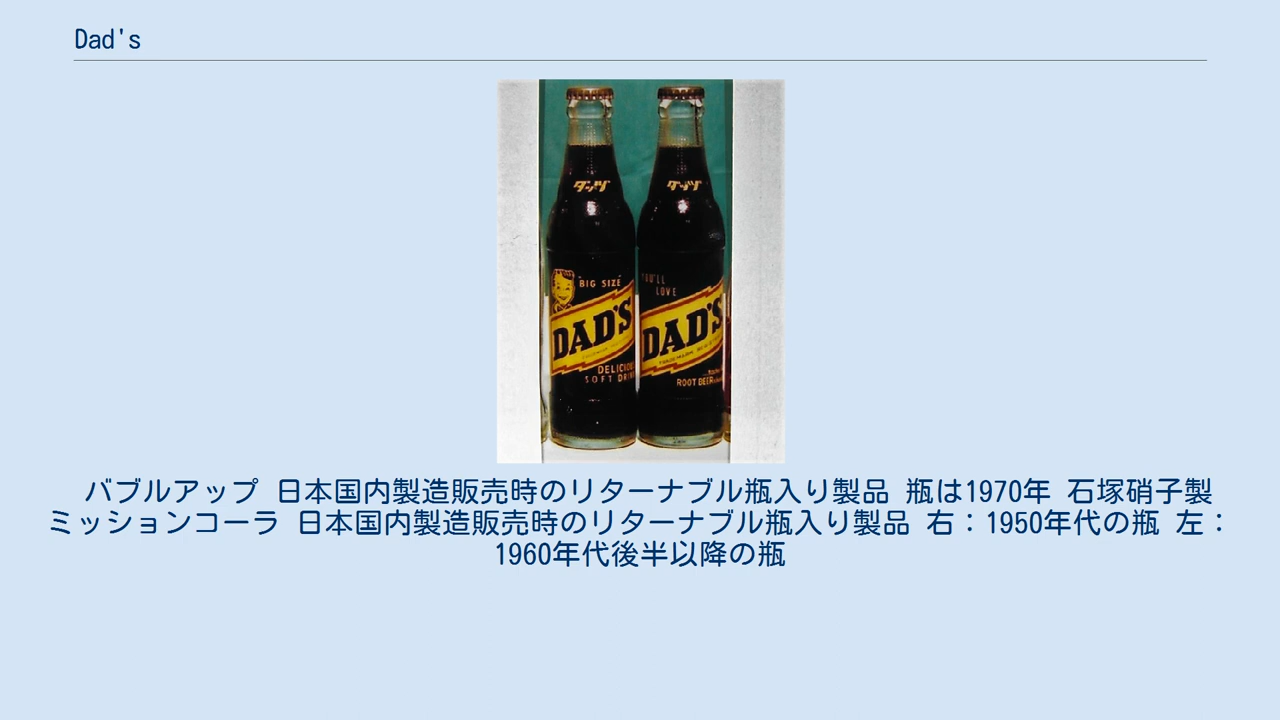 Dad's
ダッヅ
ダッヅ
"BIG SIZE"
YOU'LL
LOVE
DAD'S
DAD'S
TRADEMARK
DELICIOUS
SOFT DRINK
ROOT BEER
バブルアップ 日本国内製造販売時のリターナブル瓶入り製品 瓶は1970年 石塚硝子製
ミッションコーラ 日本国内製造販売時のリターナブル瓶入り製品 右：1950年代の瓶 左：
1960年代後半以降の瓶